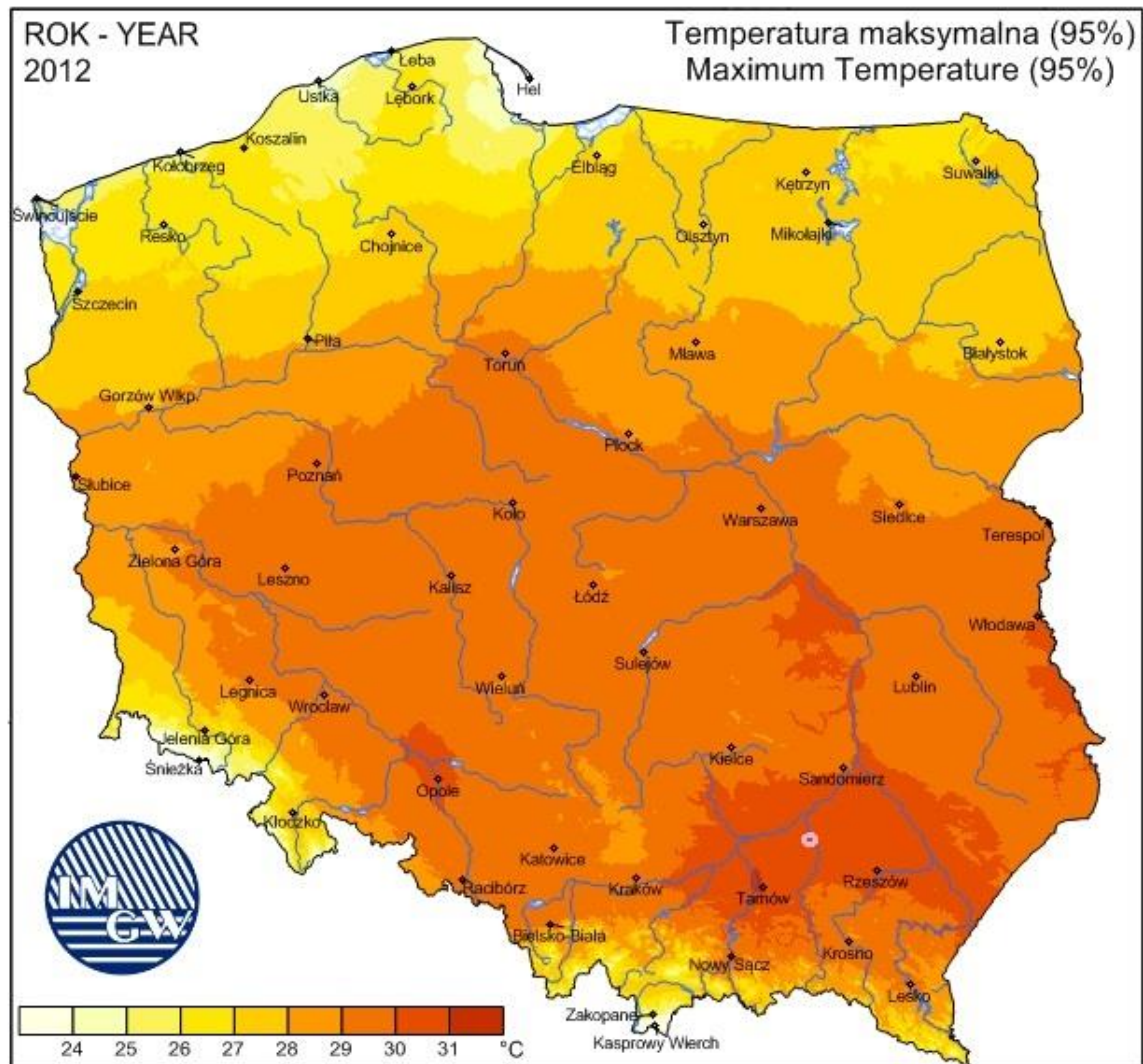 ROK - YEAR
2012
Temperatura maksymalna (95%)
Maximum Temperature (95%)
Łeba
Ustka
Lębork
Hel
Koszalin
Kołobrzeg
Elbląg
Kętrzyn
Suwałki
Świnoujście
Resko
Chojnice
Olsztyn
Mikołajki
Szczecin
Piła
Toruń
Mława
Białystok
Gorzów Wlkp.
Płock
Słubice
Poznań
Koło
Warszawa
Siedlce
Terespol
Zielona Góra
Leszno
Kalisz
Łódź
Włodawa
Sulejów
Legnica
Wrocław
Wieluń
Lublin
Jelenia Góra
Śnieżka
Kielce
Sandomierz
Opole
Kłodzko
Katowice
Kraków
Racibórz
Tarnów
Rzeszów
Bielsko-Biała
Nowy Sącz
Krosno
Lesko
Zakopane
Kasprowy Wierch
IM
GW
24 25 26 27 28 29 30 31 °C